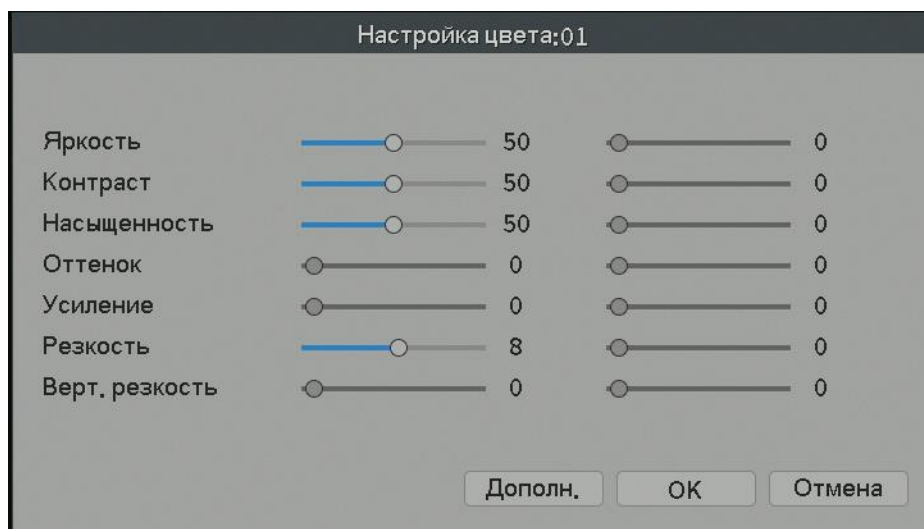 Настройка цвета:01
Яркость 50 0
Контраст 50 0
Насыщенность 50 0
Оттенок 0 0
Усиление 0 0
Резкость 8 0
Верт. резкость 0 0
Дополн. OK Отмена